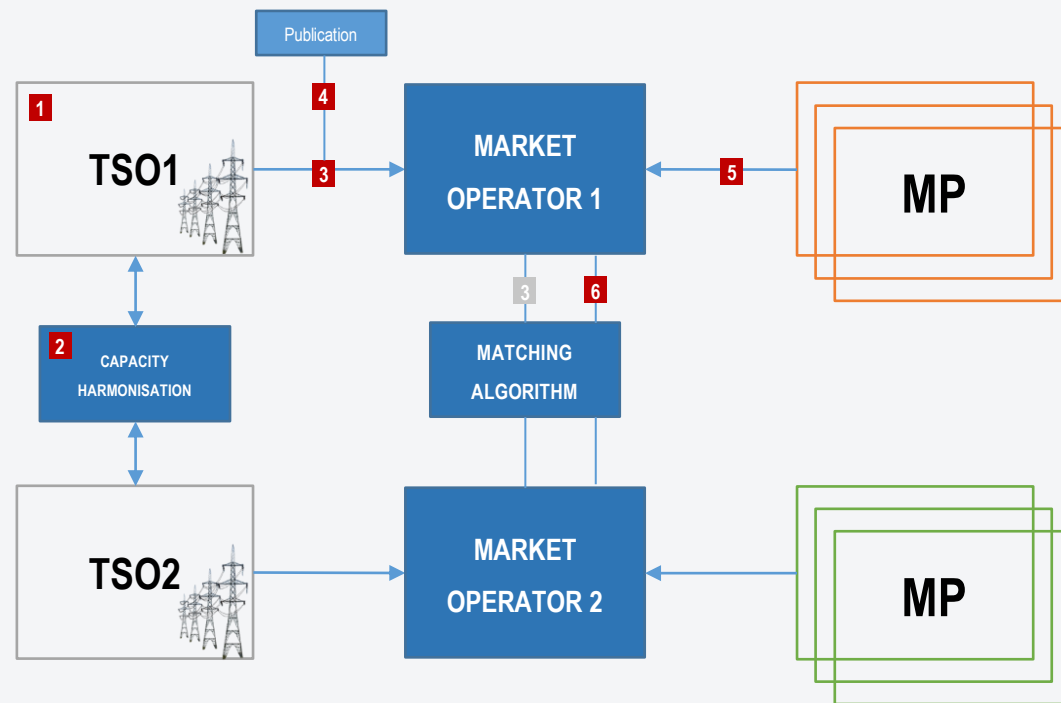 Publication
1
4
TSO1
3
MARKET
OPERATOR 1
5
MP
3
6
2
CAPACITY
HARMONISATION
MATCHING
ALGORITHM
TSO2
MARKET
OPERATOR 2
MP